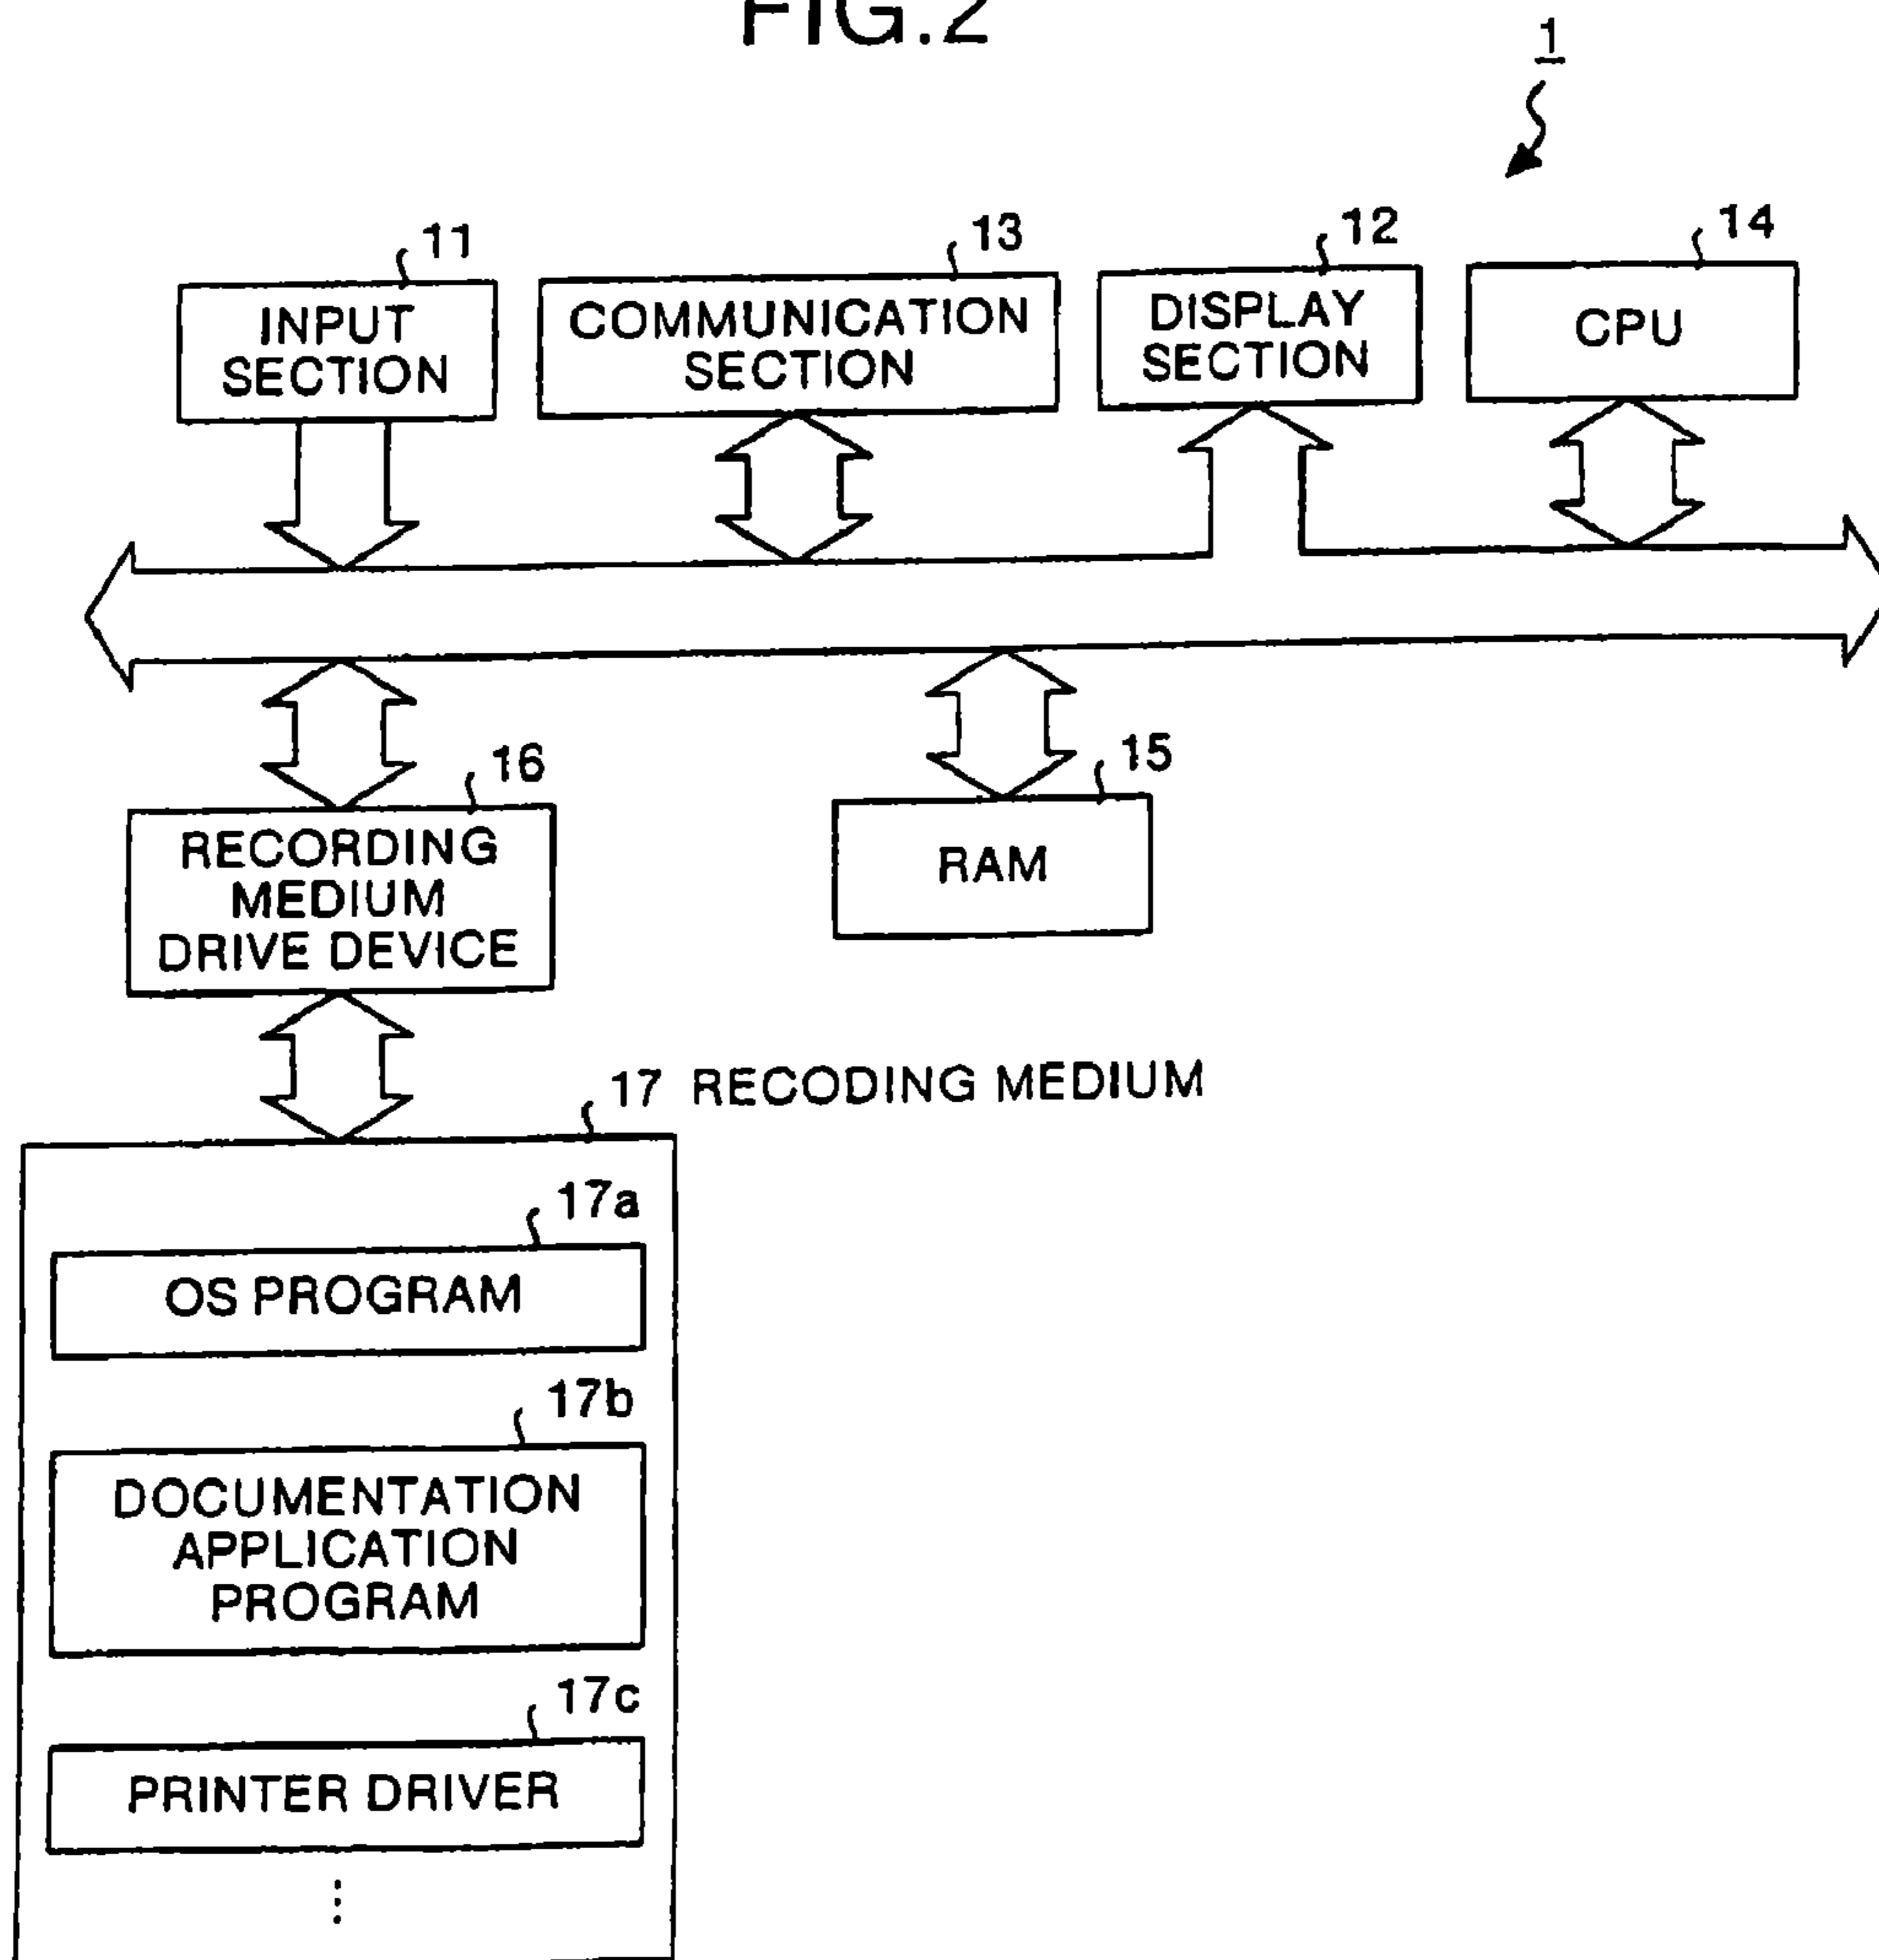 FIG.2
1
11
13
12
14
INPUT
SECTION
COMMUNICATION
SECTION
DISPLAY
SECTION
CPU
16
15
RECORDING
MEDIUM
DRIVE DEVICE
RAM
17 RECODING MEDIUM
17a
OS PROGRAM
17b
DOCUMENTATION
APPLICATION
PROGRAM
17c
PRINTER DRIVER